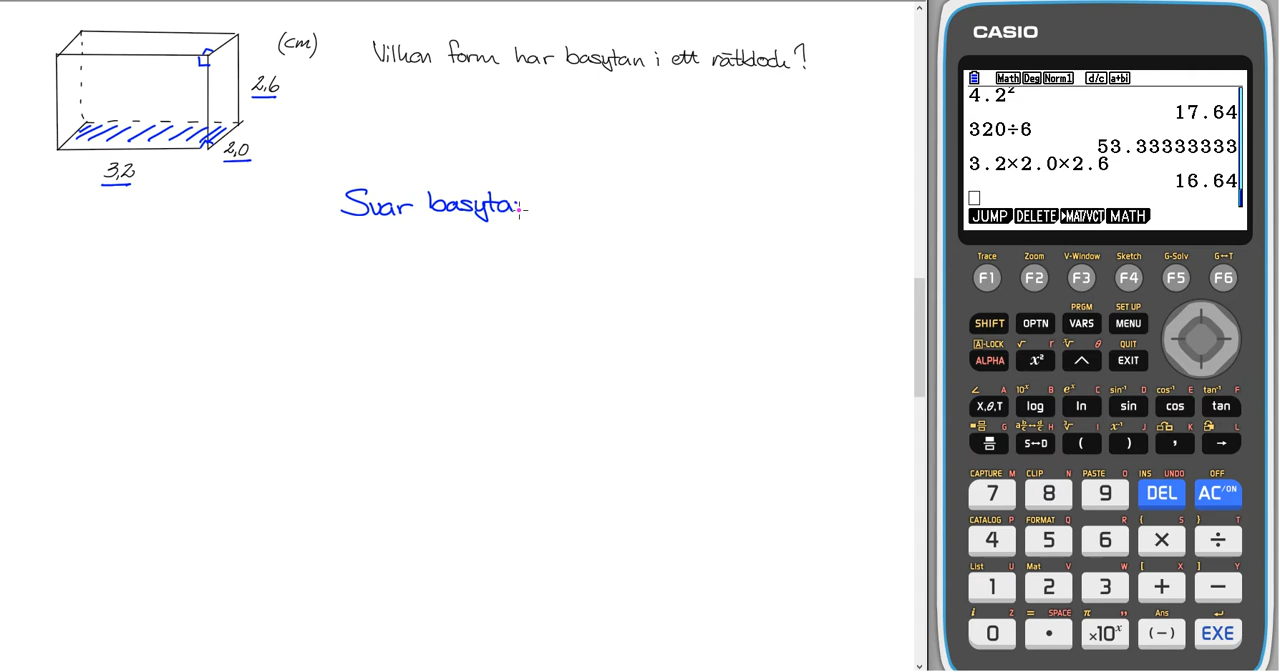 (cm)
Vilken form har basytan i ett rätblock?
2,6
2,0
3,2
Svar basyta:
CASIO
Math Deg Norm1 d/c a+bi
4.2²
17.64
320÷6
53.33333333
3.2×2.0×2.6
16.64
JUMP DELETE ▶MAT/VCT MATH
Trace Zoom V-Window Sketch G-Solv G↔T
F1 F2 F3 F4 F5 F6
PRGM SET UP
SHIFT OPTN VARS MENU
A-LOCK √ r ˣ√ θ QUIT
ALPHA x² ^ EXIT
∠ A 10ˣ B eˣ C sin⁻¹ D cos⁻¹ E tan⁻¹ F
X,θ,T log ln sin cos tan
G H ³√ I x⁻¹ J K L
S↔D ( ) , →
CAPTURE M CLIP N PASTE O INS UNDO OFF
7 8 9 DEL AC/ON
CATALOG P FORMAT Q R { S } T
4 5 6 × ÷
List U Mat V W [ X ] Y
1 2 3 + −
i Z = SPACE π " Ans ↵
0 • ×10ˣ (−) EXE